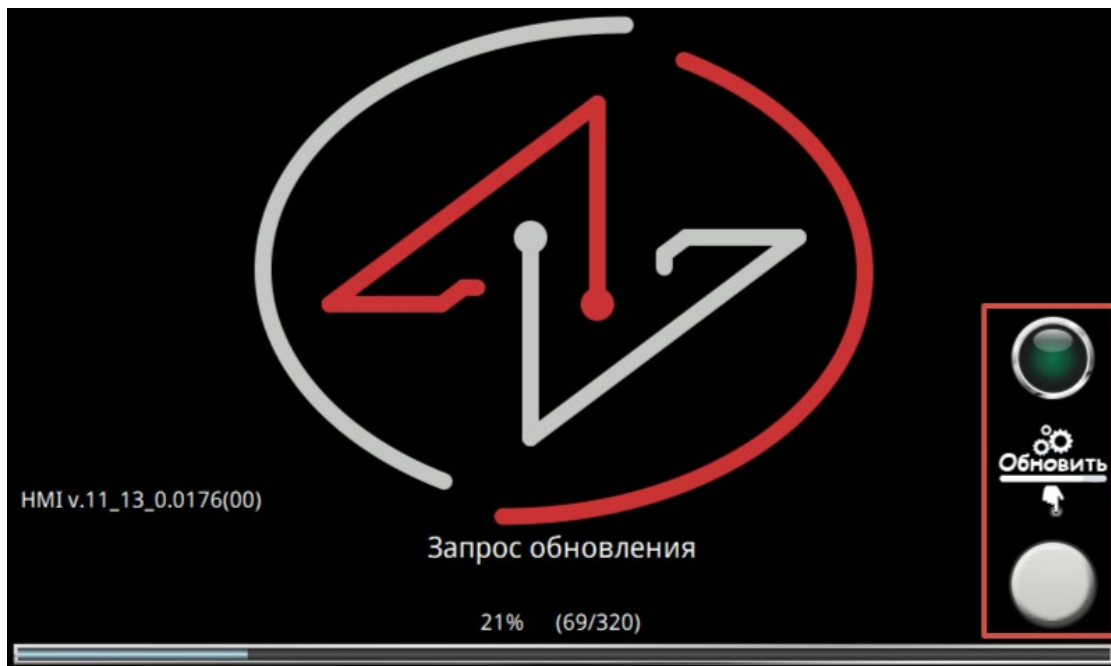 Обновить
HMI v.11_13_0.0176(00)
Запрос обновления
21% (69/320)